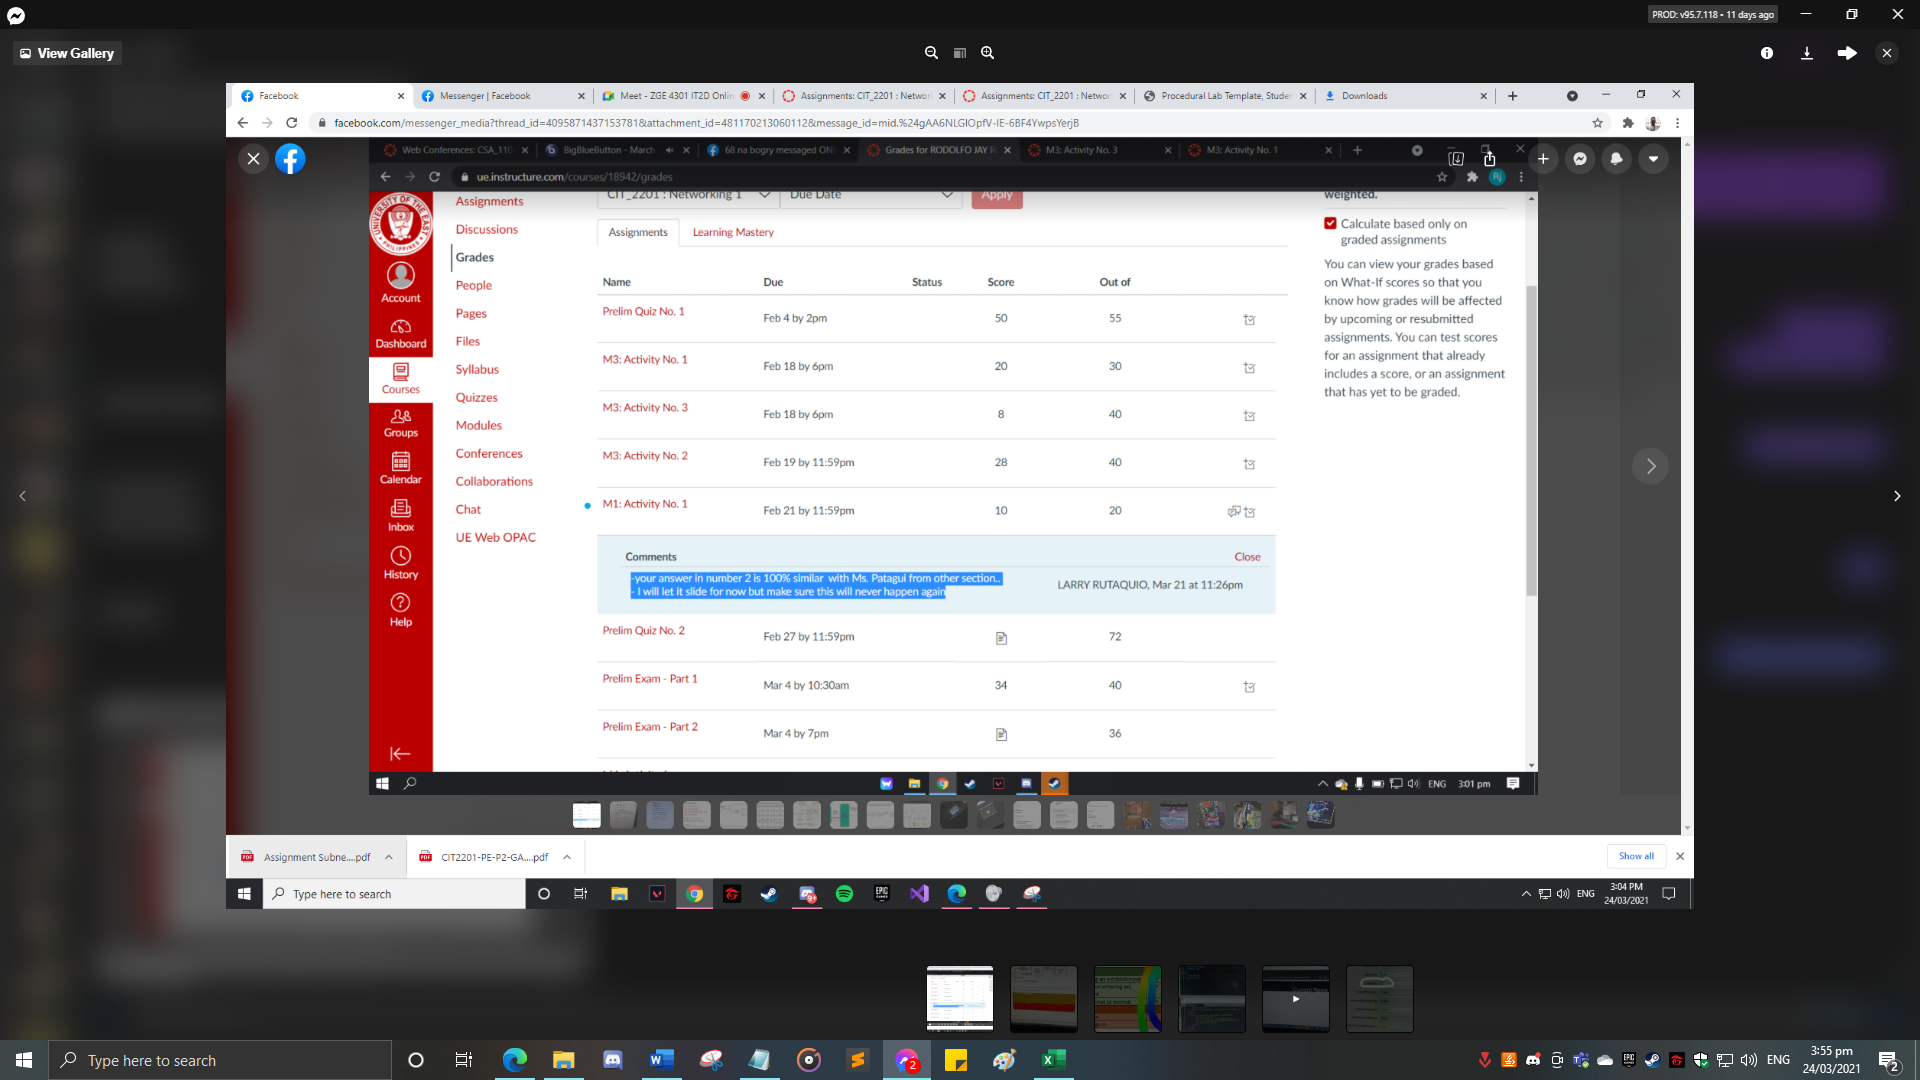 PROD: v95.7.118 • 11 days ago
View Gallery
Facebook
Messenger | Facebook
Meet - ZGE 4301 IT2D Onlin
Assignments: CIT_2201 : Networ
Assignments: CIT_2201 : Networ
Procedural Lab Template, Stude
Downloads
facebook.com/messenger_media?thread_id=4095871437153781&attachment_id=481170213060112&message_id=mid.%24gAA6NLGIOpfV-IE-6BF4YwpsYerjB
Web Conferences: CSA_110
BigBlueButton - March
68 na bogry messaged ON
Grades for RODOLFO JAY R
M3: Activity No. 3
M3: Activity No. 1
ue.instructure.com/courses/18942/grades
Rj
UNIVERSITY OF THE EAST
PHILIPPINES
Account
Dashboard
Courses
Groups
Calendar
Inbox
History
Help
Assignments
Discussions
Grades
People
Pages
Files
Syllabus
Quizzes
Modules
Conferences
Collaborations
Chat
UE Web OPAC
CIT_2201 : Networking 1
Due Date
Apply
Assignments
Learning Mastery
Name Due Status Score Out of
Prelim Quiz No. 1 Feb 4 by 2pm 50 55
M3: Activity No. 1 Feb 18 by 6pm 20 30
M3: Activity No. 3 Feb 18 by 6pm 8 40
M3: Activity No. 2 Feb 19 by 11:59pm 28 40
M1: Activity No. 1 Feb 21 by 11:59pm 10 20
Comments Close
-your answer in number 2 is 100% similar with Ms. Patagui from other section..
- I will let it slide for now but make sure this will never happen again
LARRY RUTAQUIO, Mar 21 at 11:26pm
Prelim Quiz No. 2 Feb 27 by 11:59pm 72
Prelim Exam - Part 1 Mar 4 by 10:30am 34 40
Prelim Exam - Part 2 Mar 4 by 7pm 36
weighted.
Calculate based only on
graded assignments
You can view your grades based
on What-If scores so that you
know how grades will be affected
by upcoming or resubmitted
assignments. You can test scores
for an assignment that already
includes a score, or an assignment
that has yet to be graded.
ENG 3:01 pm
Assignment Subne....pdf
CIT2201-PE-P2-GA....pdf
Show all
Type here to search
ENG
3:04 PM
24/03/2021
Type here to search
ENG
3:55 pm
24/03/2021
2